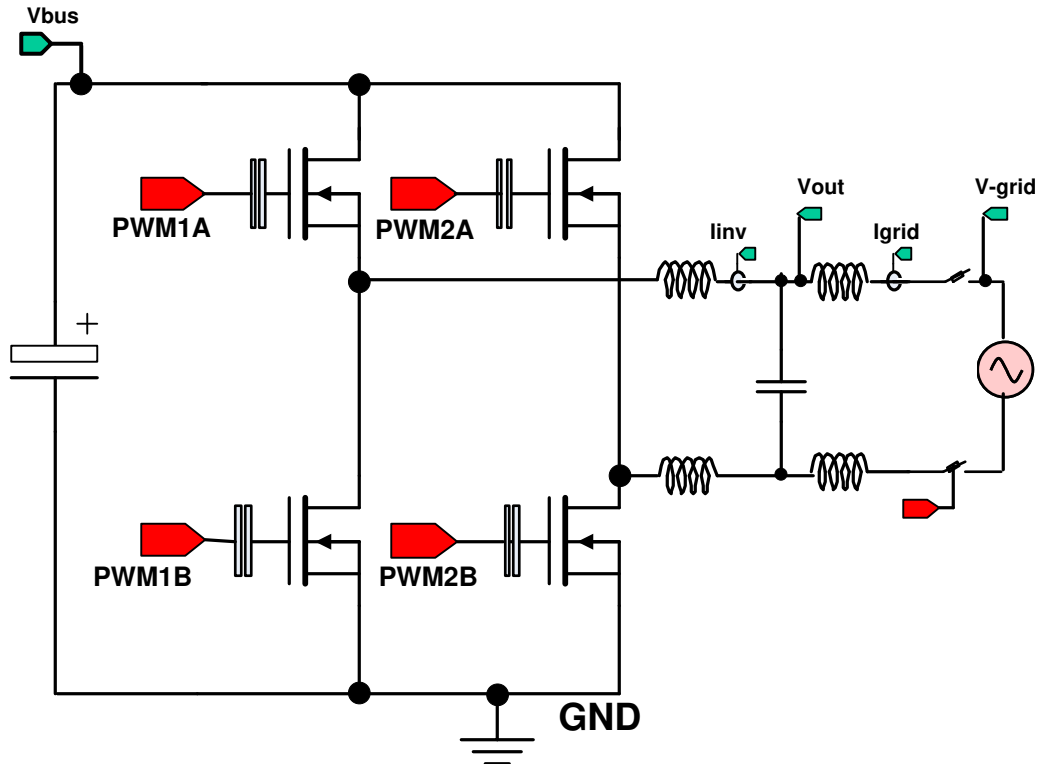 Vbus
PWM1A
PWM2A
Iinv
Vout
Igrid
V-grid
+
PWM1B
PWM2B
GND